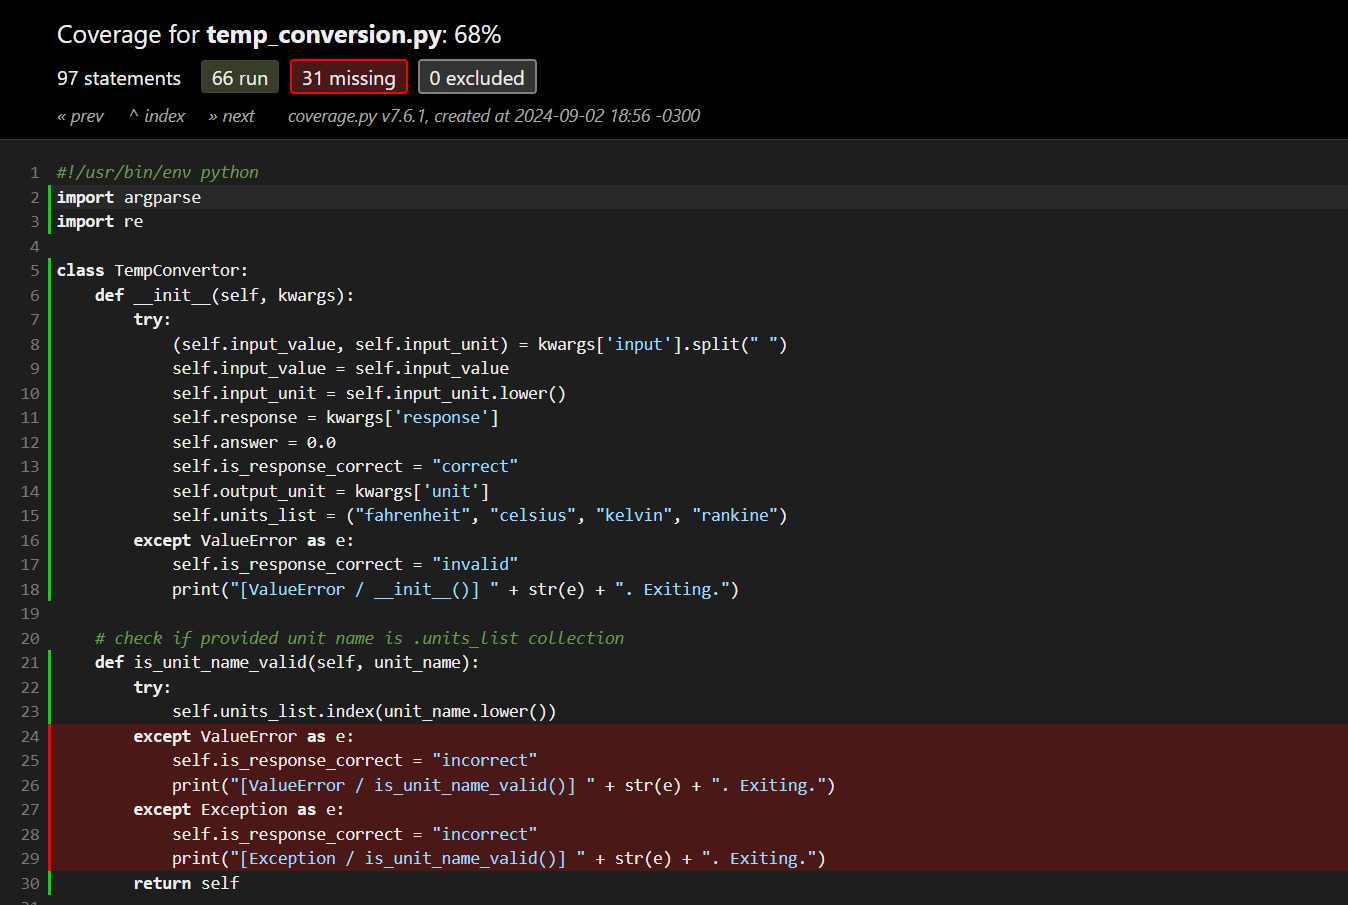 Coverage for temp_conversion.py: 68%
97 statements 66 run 31 missing 0 excluded
« prev ^ index » next coverage.py v7.6.1, created at 2024-09-02 18:56 -0300
1 #!/usr/bin/env python
2 import argparse
3 import re
4
5 class TempConvertor:
6     def __init__(self, kwargs):
7         try:
8             (self.input_value, self.input_unit) = kwargs['input'].split(" ")
9             self.input_value = self.input_value
10             self.input_unit = self.input_unit.lower()
11             self.response = kwargs['response']
12             self.answer = 0.0
13             self.is_response_correct = "correct"
14             self.output_unit = kwargs['unit']
15             self.units_list = ("fahrenheit", "celsius", "kelvin", "rankine")
16         except ValueError as e:
17             self.is_response_correct = "invalid"
18             print("[ValueError / __init__()] " + str(e) + ". Exiting.")
19
20     # check if provided unit name is .units_list collection
21     def is_unit_name_valid(self, unit_name):
22         try:
23             self.units_list.index(unit_name.lower())
24         except ValueError as e:
25             self.is_response_correct = "incorrect"
26             print("[ValueError / is_unit_name_valid()] " + str(e) + ". Exiting.")
27         except Exception as e:
28             self.is_response_correct = "incorrect"
29             print("[Exception / is_unit_name_valid()] " + str(e) + ". Exiting.")
30         return self